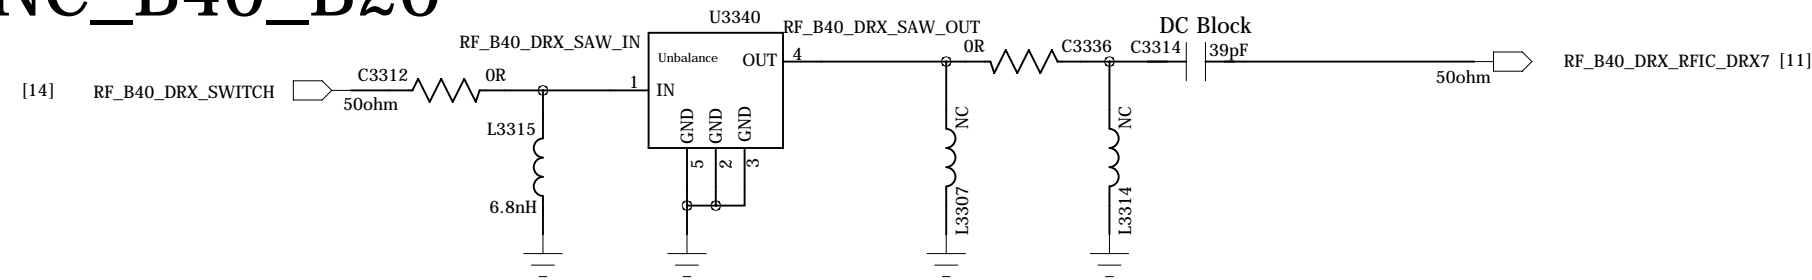 NC_B40_B20
U3340
RF_B40_DRX_SAW_IN
RF_B40_DRX_SAW_OUT
DC Block
Unbalance
OUT
4
0R
C3336
C3314
39pF
50ohm
RF_B40_DRX_RFIC_DRX7 [11]
[14] RF_B40_DRX_SWITCH
C3312
50ohm
0R
1
IN
GND
GND
GND
5
2
3
L3315
6.8nH
NC
L3307
NC
L3314